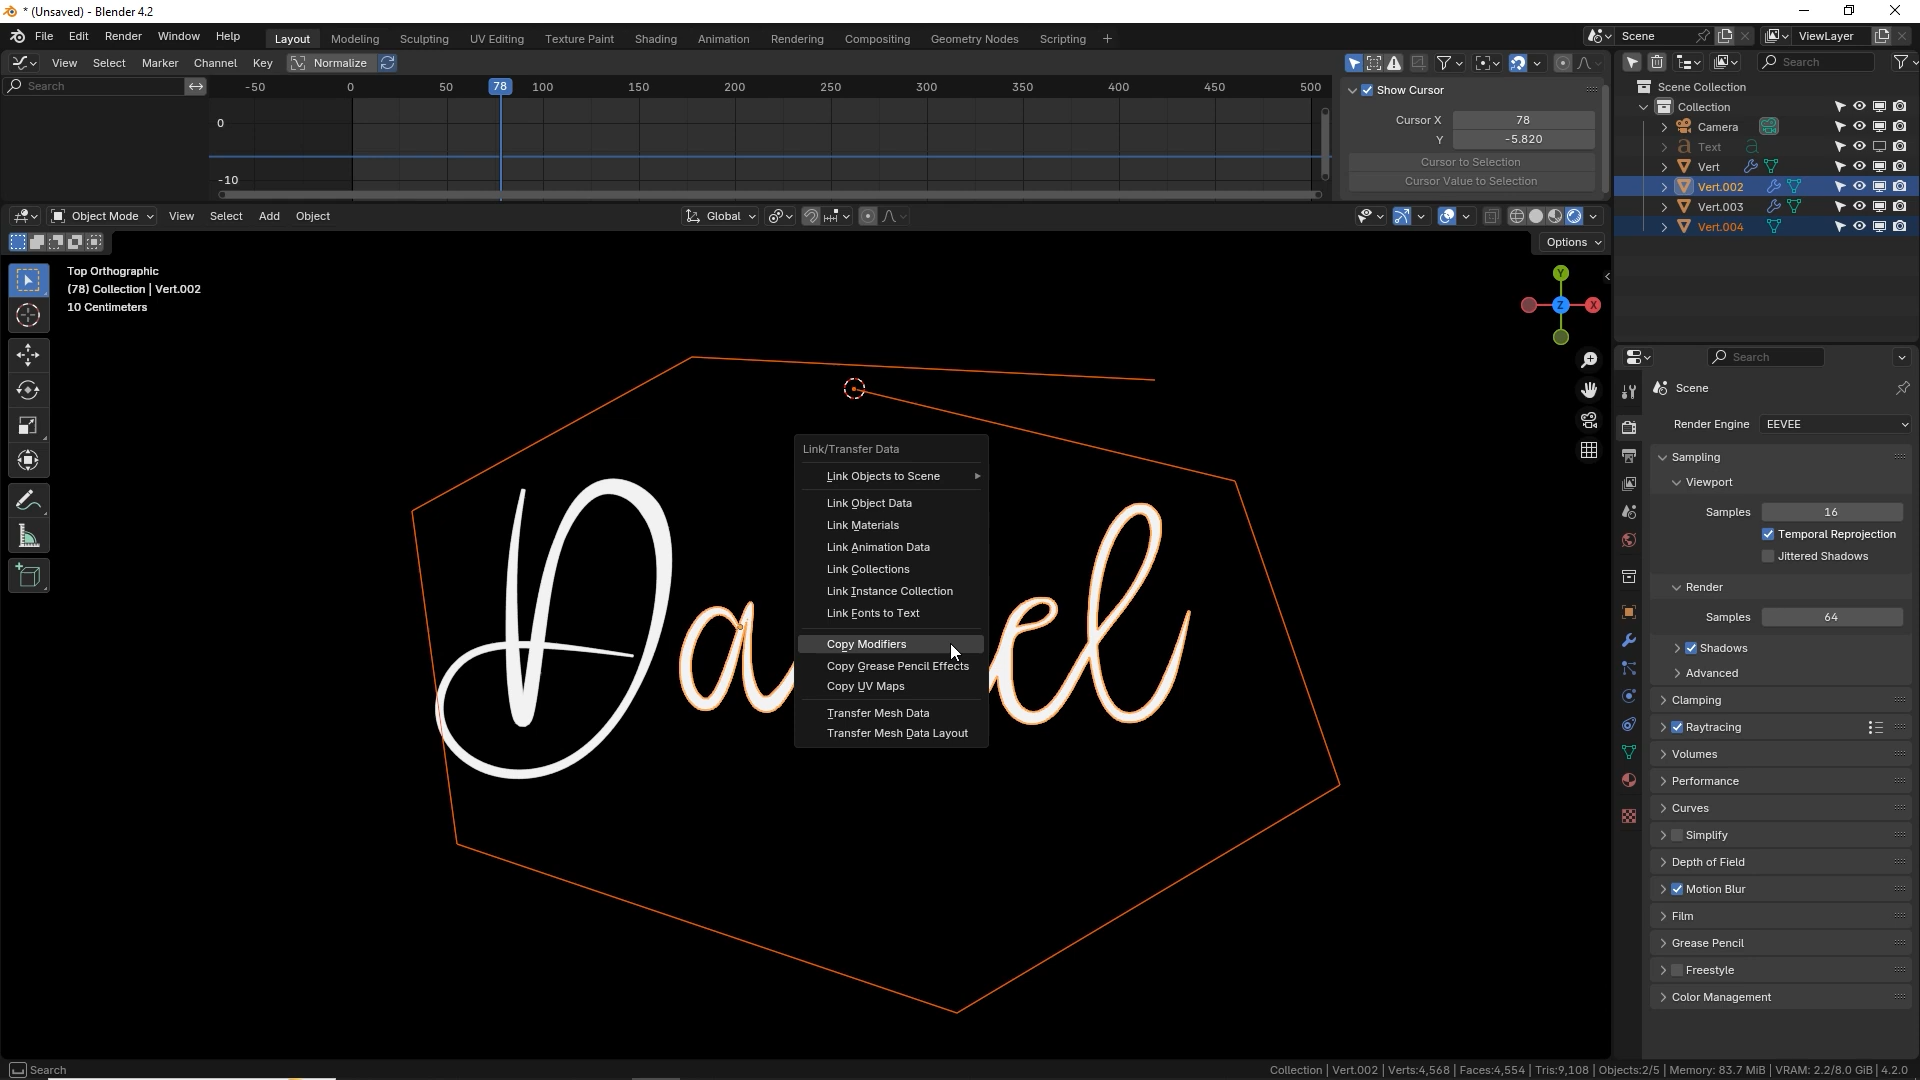 * (Unsaved) - Blender 4.2
File Edit Render Window Help Layout Modeling Sculpting UV Editing Texture Paint Shading Animation Rendering Compositing Geometry Nodes Scripting + Scene ViewLayer
View Select Marker Channel Key Normalize Search
Search -50 0 50 78 100 150 200 250 300 350 400 450 500
0
-10
Show Cursor
Cursor X 78
Y -5.820
Cursor to Selection
Cursor Value to Selection
Scene Collection
Collection
Camera
Text
Vert
Vert.002
Vert.003
Vert.004
Object Mode View Select Add Object Global
Options
Top Orthographic
(78) Collection | Vert.002
10 Centimeters
Y
Z
X
Link/Transfer Data
Link Objects to Scene
Link Object Data
Link Materials
Link Animation Data
Link Collections
Link Instance Collection
Link Fonts to Text
Copy Modifiers
Copy Grease Pencil Effects
Copy UV Maps
Transfer Mesh Data
Transfer Mesh Data Layout
Da el
Search
Scene
Render Engine EEVEE
Sampling
Viewport
Samples 16
Temporal Reprojection
Jittered Shadows
Render
Samples 64
Shadows
Advanced
Clamping
Raytracing
Volumes
Performance
Curves
Simplify
Depth of Field
Motion Blur
Film
Grease Pencil
Freestyle
Color Management
Search
Collection | Vert.002 | Verts:4,568 | Faces:4,554 | Tris:9,108 | Objects:2/5 | Memory: 83.7 MiB | VRAM: 2.2/8.0 GiB | 4.2.0